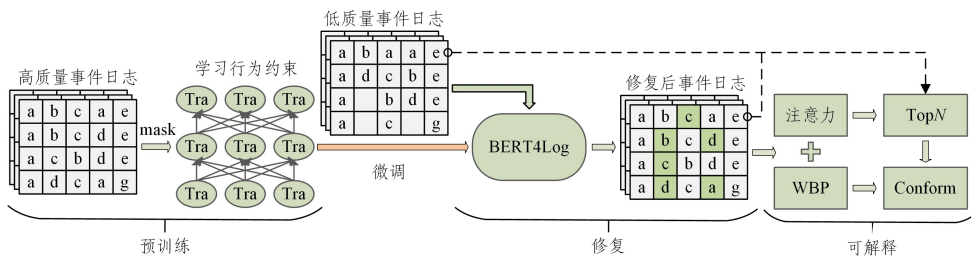 低质量事件日志
a b a a e
a d c b e
a b d e
a c g
高质量事件日志
a b c a e
a b c d e
a c b d e
a d c a g
mask
学习行为约束
Tra Tra Tra
Tra Tra Tra
Tra Tra Tra
微调
BERT4Log
修复后事件日志
a b c a e
a b c d e
a c b d e
a d c a g
注意力
TopN
WBP
Conform
预训练
修复
可解释